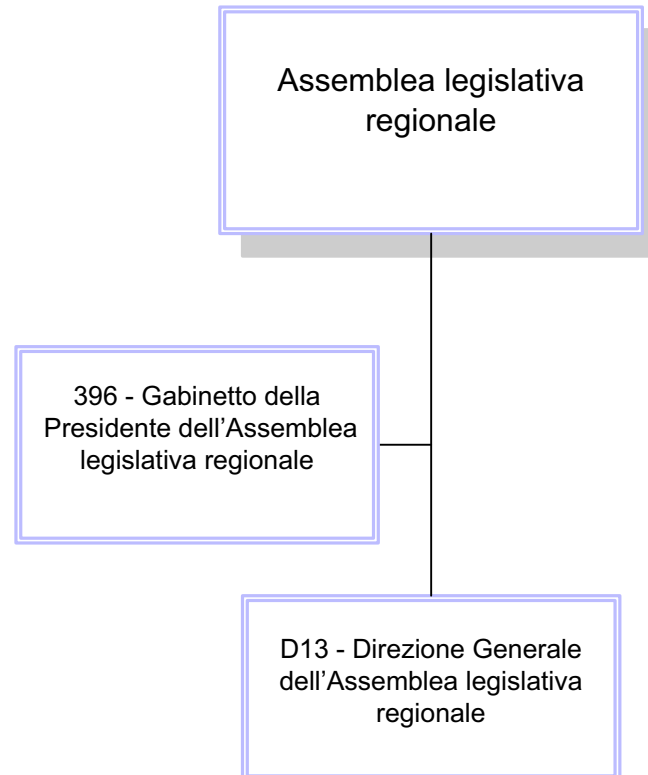 Assemblea legislativa
regionale
396 - Gabinetto della
Presidente dell’Assemblea
legislativa regionale
D13 - Direzione Generale
dell’Assemblea legislativa
regionale